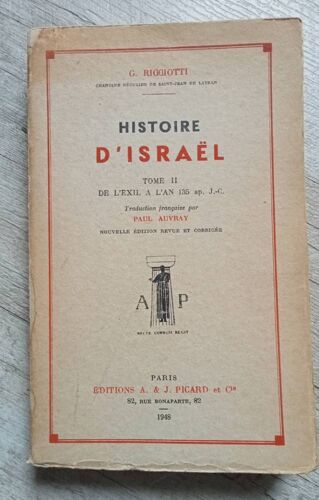 G. RICCIOTTI
CHANOINE RÉGULIER DE SAINT-JEAN DE LATRAN
HISTOIRE
D'ISRAËL
TOME II
DE L'EXIL A L'AN 135 ap. J.-C.
Traduction française par
PAUL AUVRAY
NOUVELLE ÉDITION REVUE ET CORRIGÉE
A P
PARIS
ÉDITIONS A. & J. PICARD et Cie
82, RUE BONAPARTE, 82
1948